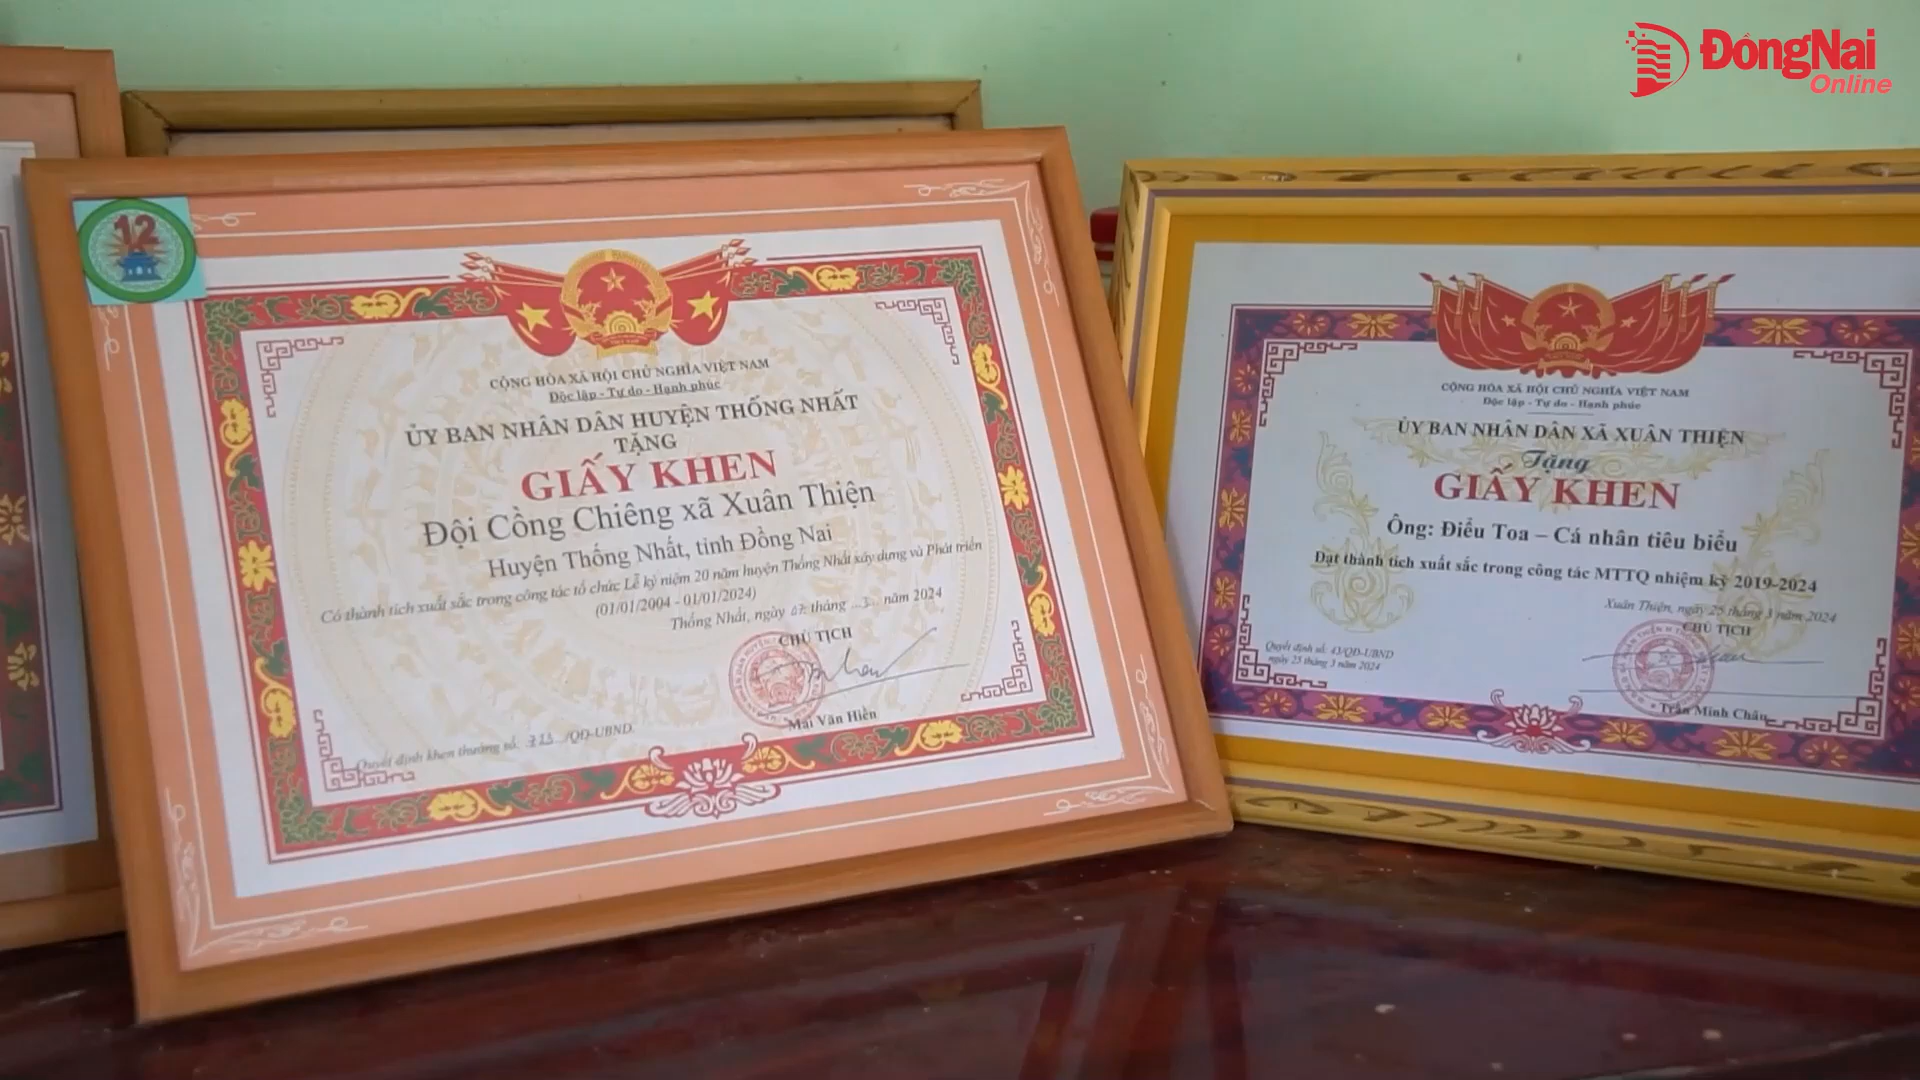 ĐồngNai
Online
12
CỘNG HÒA XÃ HỘI CHỦ NGHĨA VIỆT NAM
Độc lập - Tự do - Hạnh phúc
ỦY BAN NHÂN DÂN HUYỆN THỐNG NHẤT
TẶNG
GIẤY KHEN
Đội Cồng Chiêng xã Xuân Thiện
Huyện Thống Nhất, tỉnh Đồng Nai
Có thành tích xuất sắc trong công tác tổ chức Lễ kỷ niệm 20 năm huyện Thống Nhất xây dựng và Phát triển
(01/01/2004 - 01/01/2024)
Thống Nhất, ngày 07 tháng năm 2024
CHỦ TỊCH
Mai Văn Hiền
Quyết định khen thưởng số: /QĐ-UBND
CỘNG HÒA XÃ HỘI CHỦ NGHĨA VIỆT NAM
Độc lập - Tự do - Hạnh phúc
ỦY BAN NHÂN DÂN XÃ XUÂN THIỆN
Tặng
GIẤY KHEN
Ông: Điểu Toa – Cá nhân tiêu biểu
Đạt thành tích xuất sắc trong công tác MTTQ nhiệm kỳ 2019-2024
Xuân Thiện, ngày 25 tháng 3 năm 2024
CHỦ TỊCH
Quyết định số: 43/QĐ-UBND
ngày 25 tháng 3 năm 2024
Trần Minh Châu